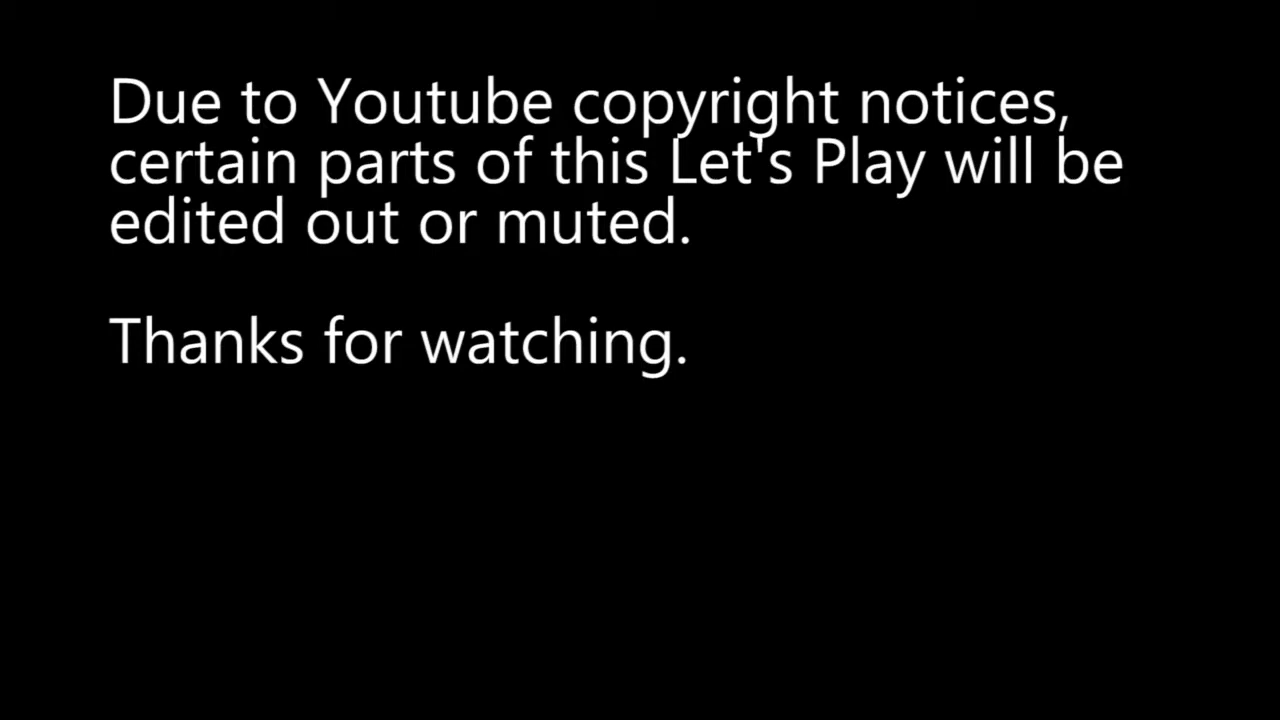 Due to Youtube copyright notices,
certain parts of this Let's Play will be
edited out or muted.
Thanks for watching.